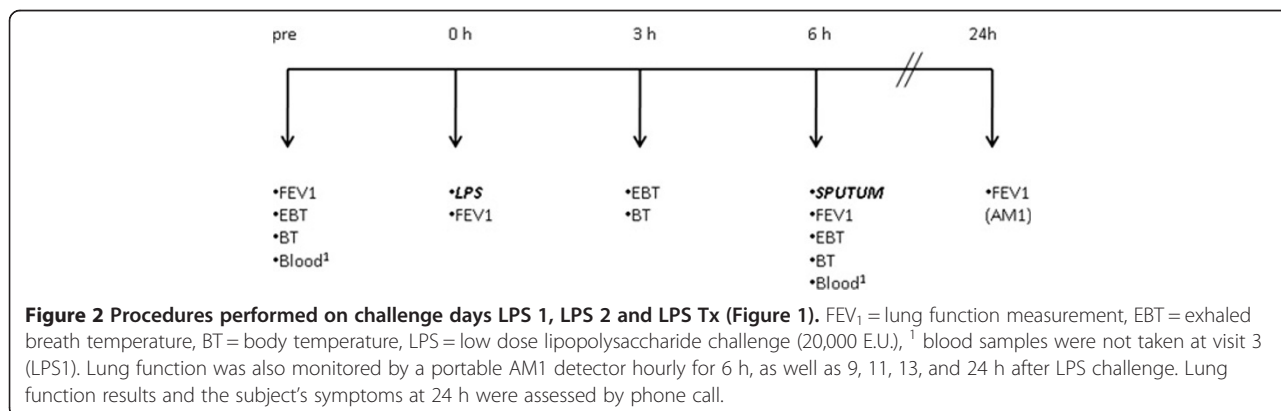 pre 0 h 3 h 6 h 24h
•FEV1
•EBT
•BT
•Blood¹
•LPS
•FEV1
•EBT
•BT
•SPUTUM
•FEV1
•EBT
•BT
•Blood¹
•FEV1
(AM1)
Figure 2 Procedures performed on challenge days LPS 1, LPS 2 and LPS Tx (Figure 1). FEV₁ = lung function measurement, EBT = exhaled
breath temperature, BT = body temperature, LPS = low dose lipopolysaccharide challenge (20,000 E.U.), ¹ blood samples were not taken at visit 3
(LPS1). Lung function was also monitored by a portable AM1 detector hourly for 6 h, as well as 9, 11, 13, and 24 h after LPS challenge. Lung
function results and the subject's symptoms at 24 h were assessed by phone call.